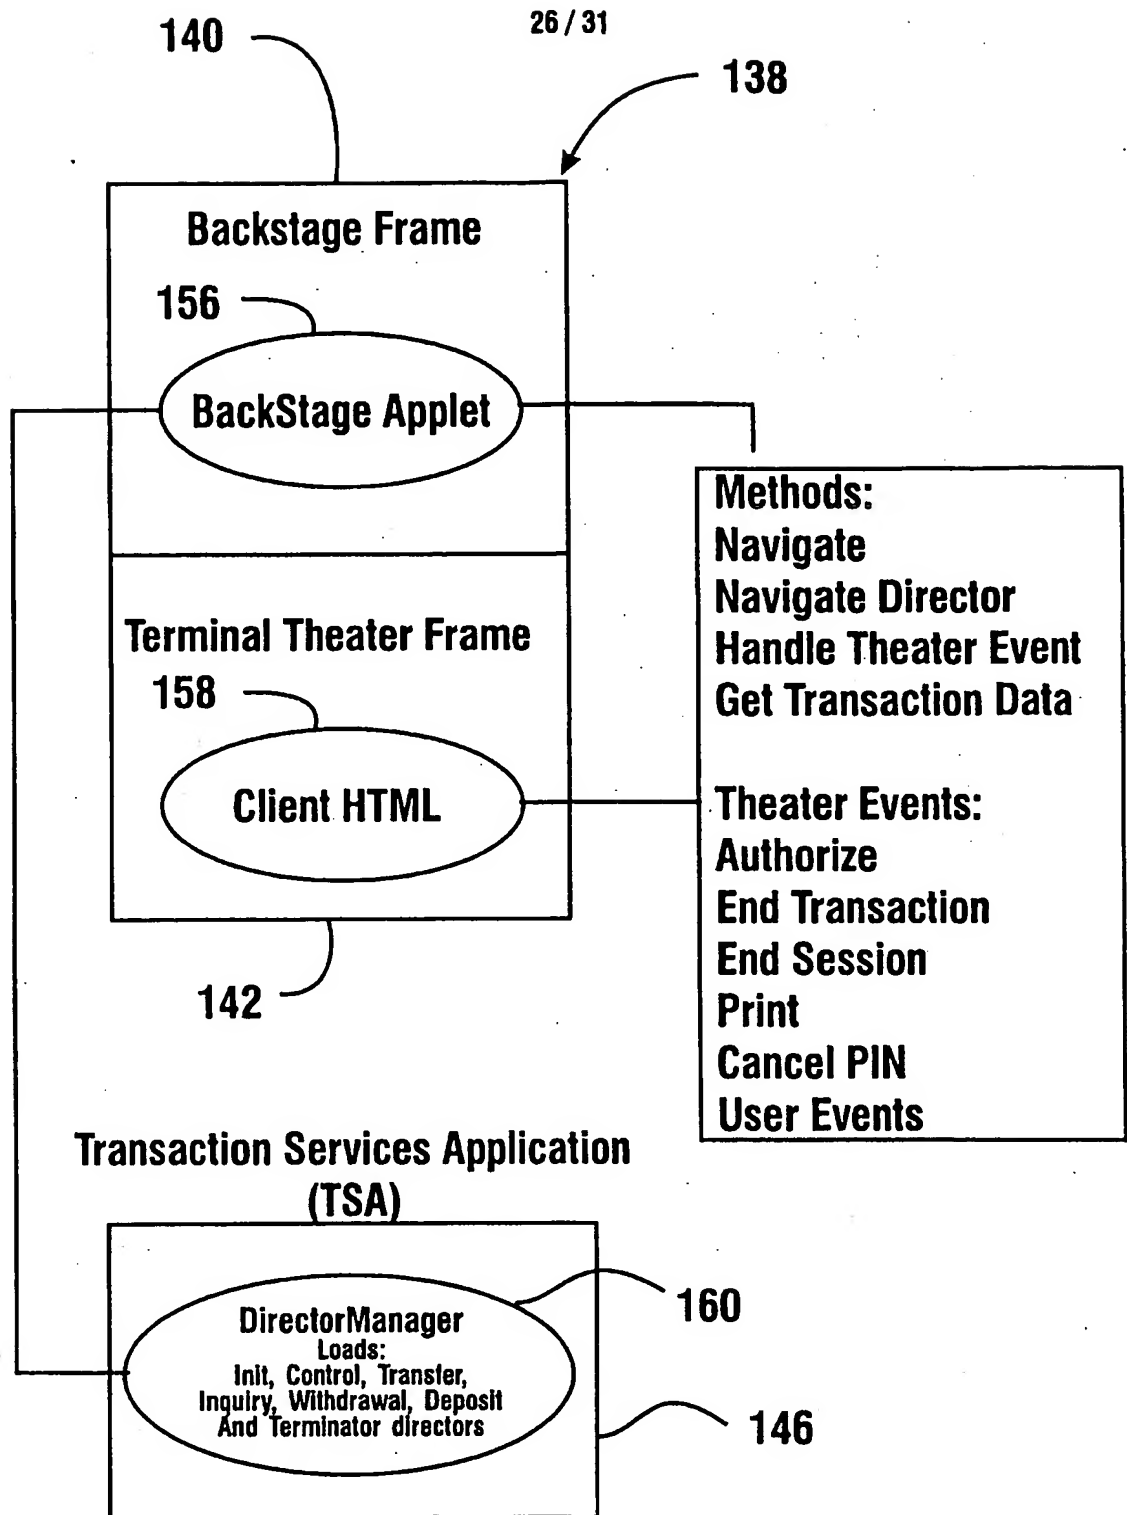 26 / 31
140
138
Backstage Frame
156
BackStage Applet
Methods:
Navigate
Navigate Director
Handle Theater Event
Get Transaction Data
Theater Events:
Authorize
End Transaction
End Session
Print
Cancel PIN
User Events
Terminal Theater Frame
158
Client HTML
142
Transaction Services Application
(TSA)
DirectorManager
Loads:
Init, Control, Transfer,
Inquiry, Withdrawal, Deposit
And Terminator directors
160
146